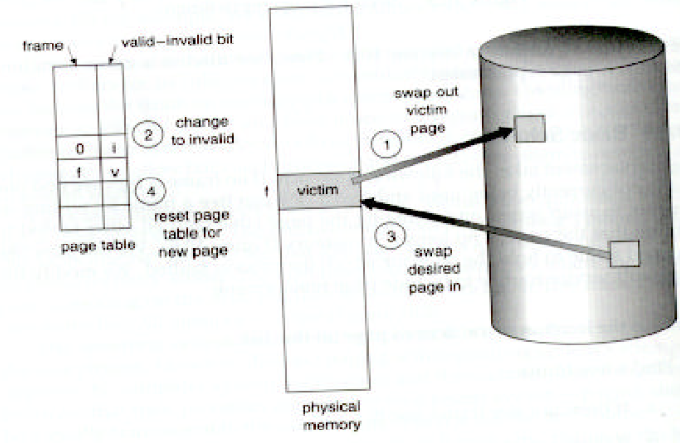 frame
valid–invalid bit
0 i
f v
2
change
to invalid
4
reset page
table for
new page
page table
f
victim
physical
memory
1
swap out
victim
page
3
swap
desired
page in